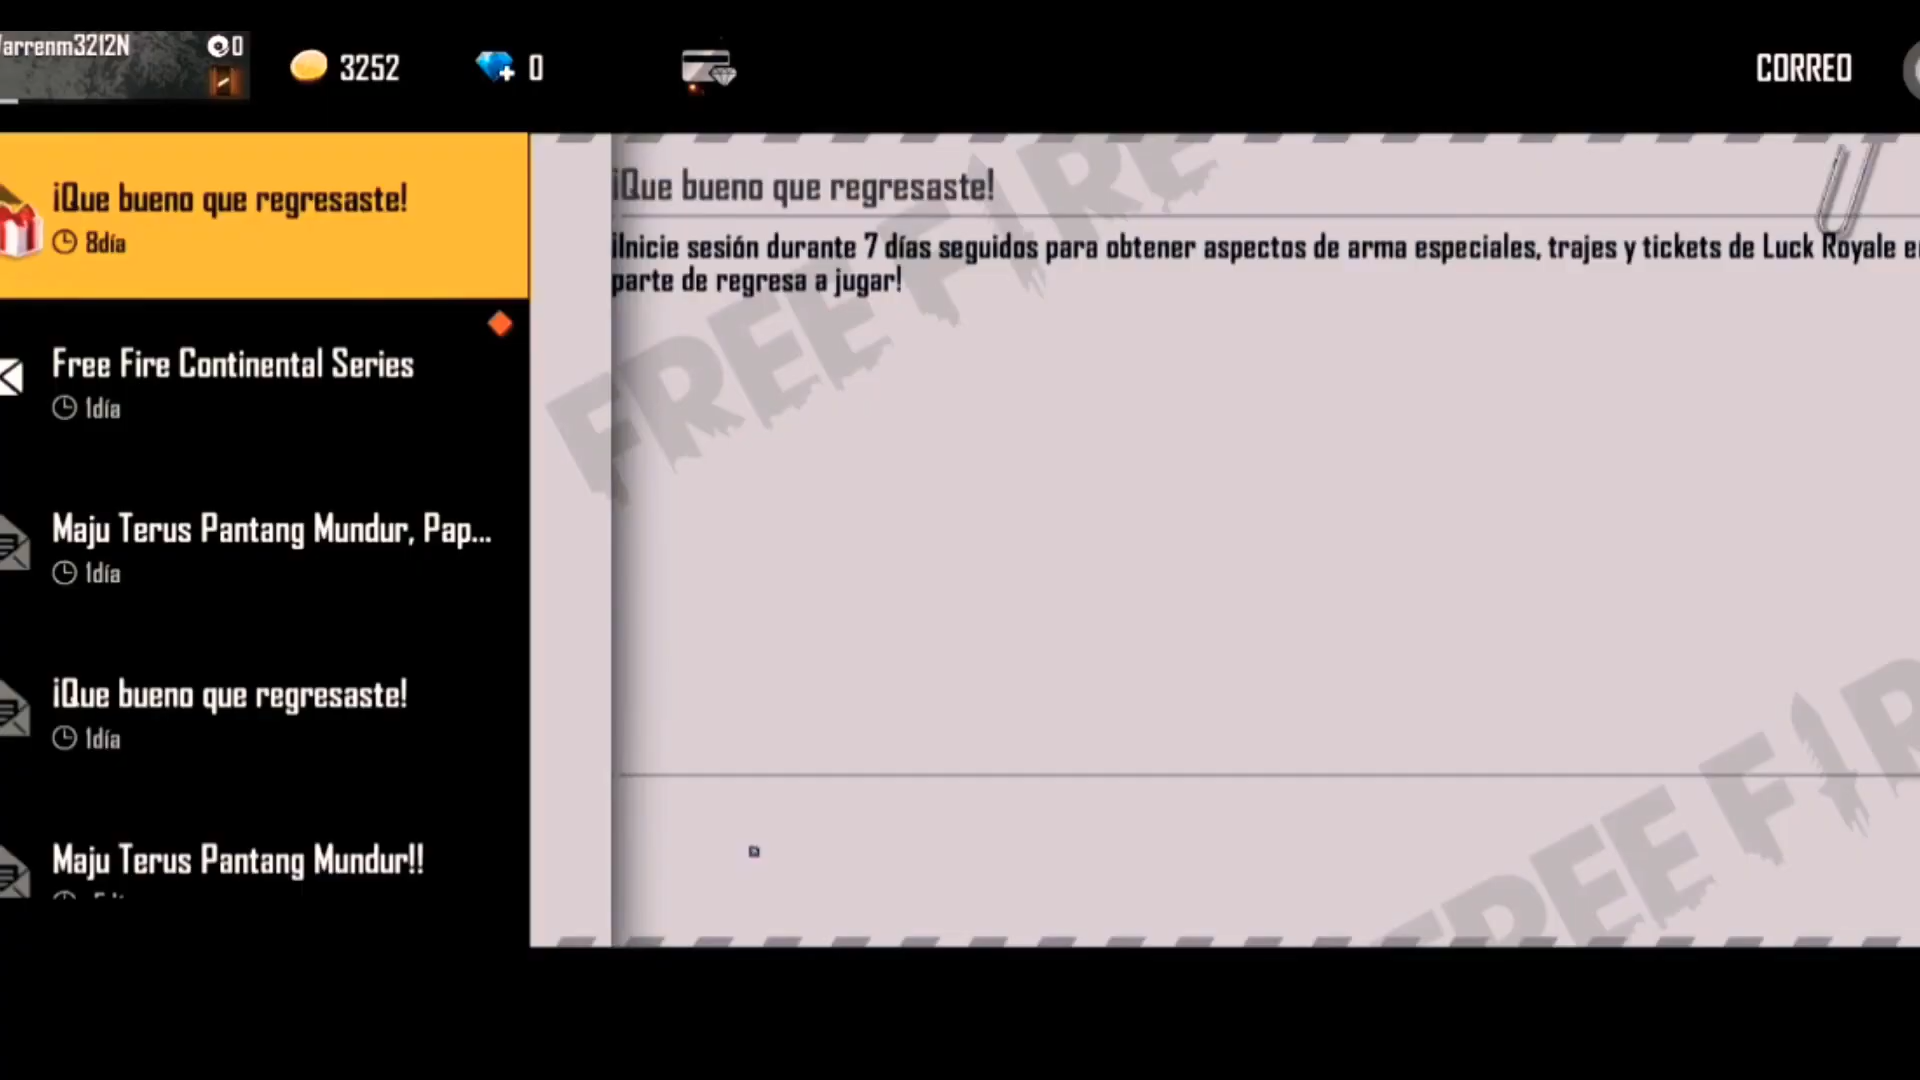 arrenm3212N
0
3252
0
CORREO
¡Que bueno que regresaste!
8día
Free Fire Continental Series
1día
Maju Terus Pantang Mundur, Pap...
1día
¡Que bueno que regresaste!
1día
Maju Terus Pantang Mundur!!
¡Que bueno que regresaste!
¡Inicie sesión durante 7 días seguidos para obtener aspectos de arma especiales, trajes y tickets de Luck Royale
parte de regresa a jugar!
FREE FIRE
FREE FIR